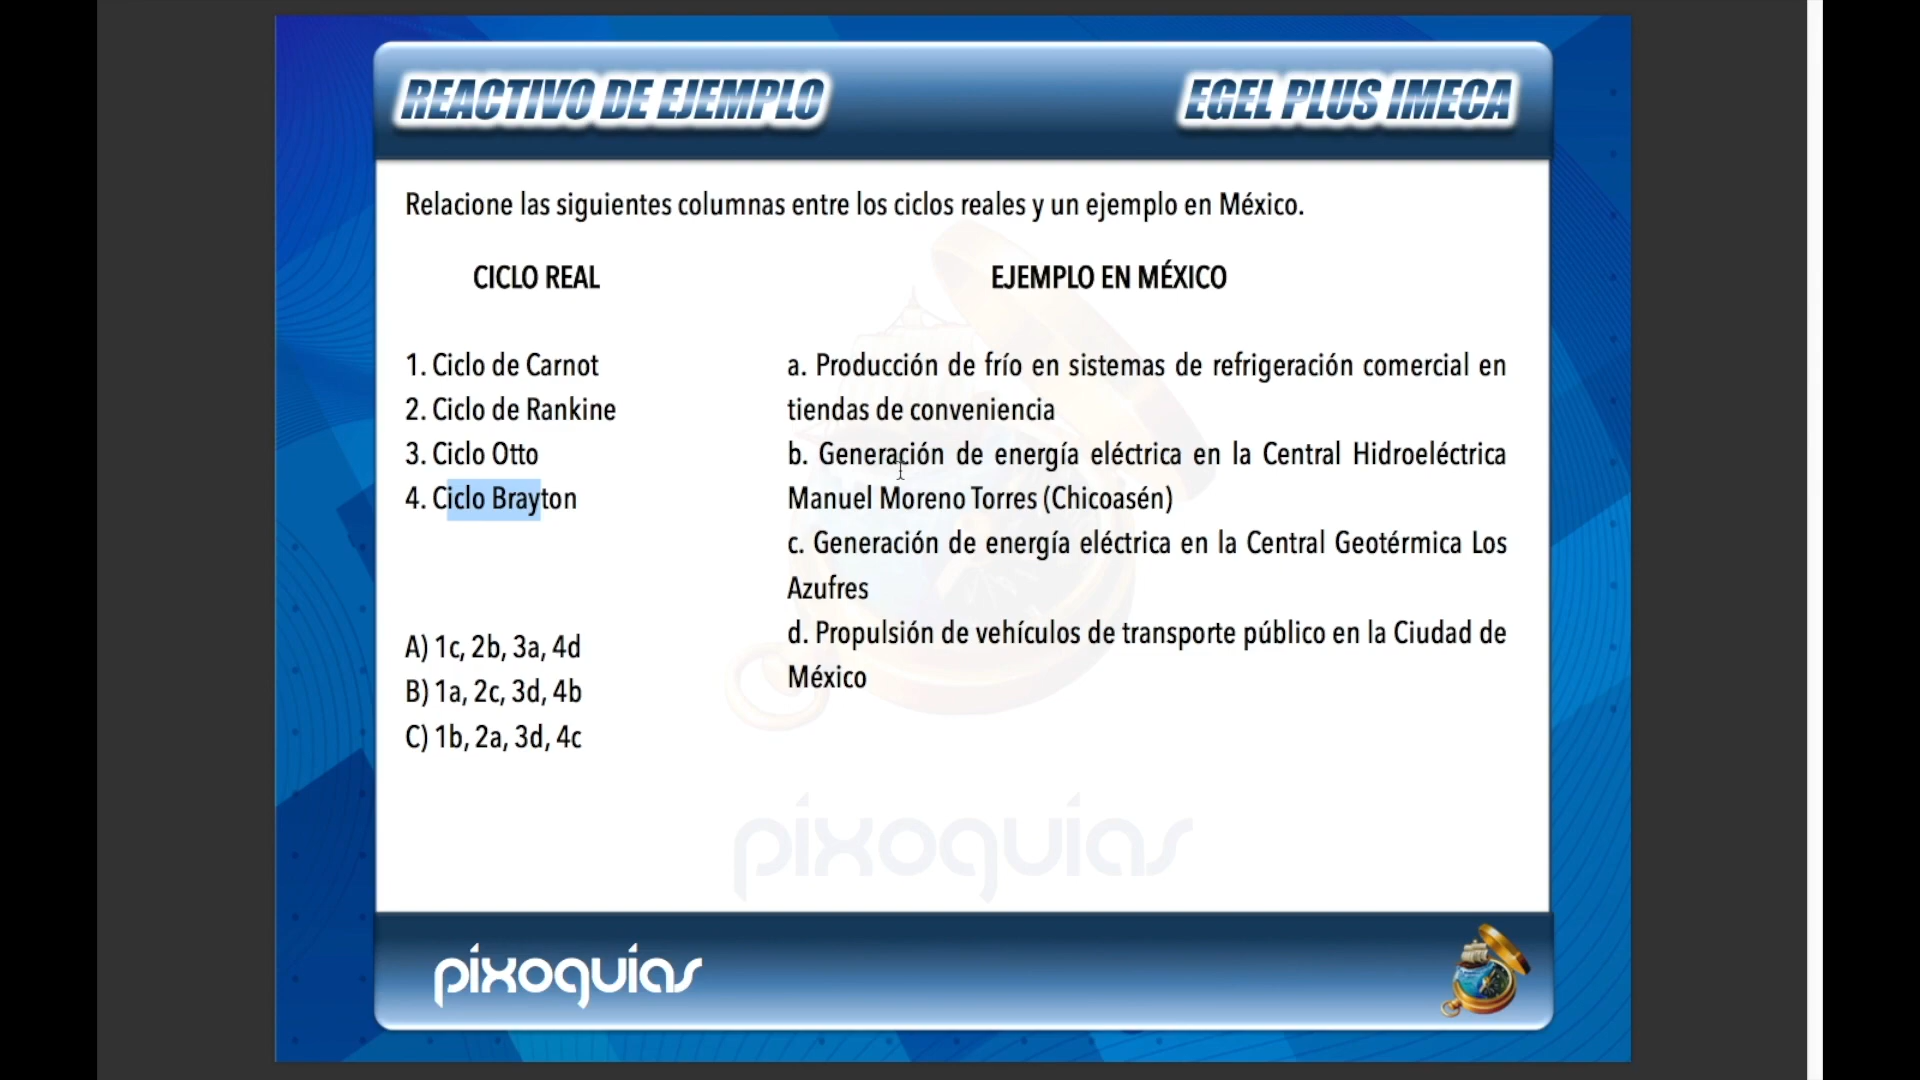 REACTIVO DE EJEMPLO
EGEL PLUS IMECA
Relacione las siguientes columnas entre los ciclos reales y un ejemplo en México.
CICLO REAL
1. Ciclo de Carnot
2. Ciclo de Rankine
3. Ciclo Otto
4. Ciclo Brayton
EJEMPLO EN MÉXICO
a. Producción de frío en sistemas de refrigeración comercial en
tiendas de conveniencia
b. Generación de energía eléctrica en la Central Hidroeléctrica
Manuel Moreno Torres (Chicoasén)
c. Generación de energía eléctrica en la Central Geotérmica Los
Azufres
d. Propulsión de vehículos de transporte público en la Ciudad de
México
A) 1c, 2b, 3a, 4d
B) 1a, 2c, 3d, 4b
C) 1b, 2a, 3d, 4c
pixoguias
pixoguias